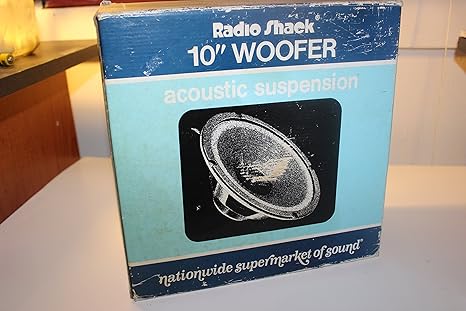 Radio Shack
10" WOOFER
acoustic suspension
"nationwide supermarket of sound"